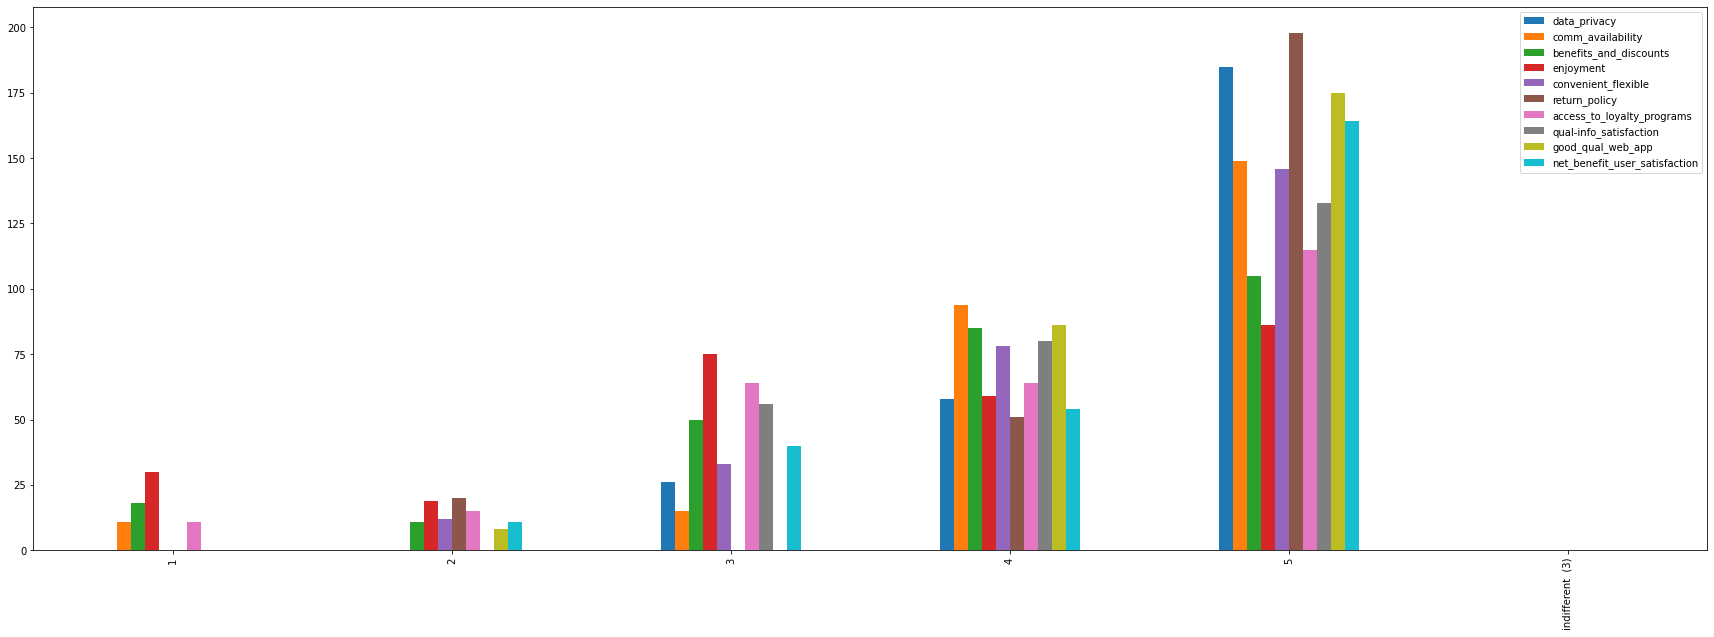 200
175
150
125
100
75
50
25
0
1
2
3
4
5
indifferent (3)
data_privacy
comm_availability
benefits_and_discounts
enjoyment
convenient_flexible
return_policy
access_to_loyalty_programs
qual-info_satisfaction
good_qual_web_app
net_benefit_user_satisfaction